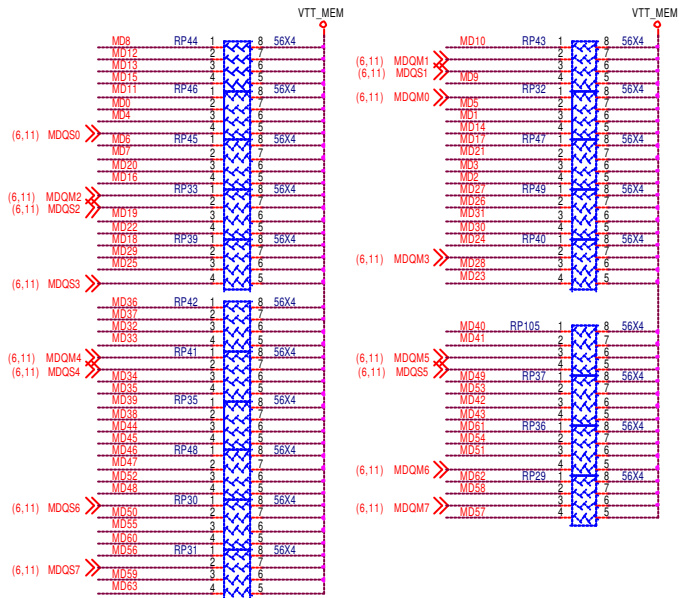 VTT_MEM
MD8 RP44 1 8 56X4
MD12 2 7
MD13 3 6
MD15 4 5
MD11 RP46 1 8 56X4
MD0 2 7
MD4 3 6
(6,11) MDQS0 4 5
MD6 RP45 1 8 56X4
MD7 2 7
MD20 3 6
MD16 4 5
(6,11) MDQM2 RP33 1 8 56X4
(6,11) MDQS2 2 7
MD19 3 6
MD22 4 5
MD18 RP39 1 8 56X4
MD29 2 7
MD25 3 6
(6,11) MDQS3 4 5
MD36 RP42 1 8 56X4
MD37 2 7
MD32 3 6
MD33 4 5
(6,11) MDQM4 RP41 1 8 56X4
(6,11) MDQS4 2 7
MD34 3 6
MD35 4 5
MD39 RP35 1 8 56X4
MD38 2 7
MD44 3 6
MD45 4 5
MD46 RP48 1 8 56X4
MD47 2 7
MD52 3 6
MD48 4 5
(6,11) MDQS6 RP30 1 8 56X4
MD50 2 7
MD55 3 6
MD60 4 5
MD56 RP31 1 8 56X4
(6,11) MDQS7 2 7
MD59 3 6
MD63 4 5
VTT_MEM
MD10 RP43 1 8 56X4
(6,11) MDQM1 2 7
(6,11) MDQS1 3 6
MD9 4 5
(6,11) MDQM0 RP32 1 8 56X4
MD5 2 7
MD1 3 6
MD14 4 5
MD17 RP47 1 8 56X4
MD21 2 7
MD3 3 6
MD2 4 5
MD27 RP49 1 8 56X4
MD26 2 7
MD31 3 6
MD30 4 5
MD24 RP40 1 8 56X4
(6,11) MDQM3 2 7
MD28 3 6
MD23 4 5
MD40 RP105 1 8 56X4
MD41 2 7
(6,11) MDQM5 3 6
(6,11) MDQS5 4 5
MD49 RP37 1 8 56X4
MD53 2 7
MD42 3 6
MD43 4 5
MD61 RP36 1 8 56X4
MD54 2 7
MD51 3 6
(6,11) MDQM6 4 5
MD62 RP29 1 8 56X4
MD58 2 7
(6,11) MDQM7 3 6
MD57 4 5